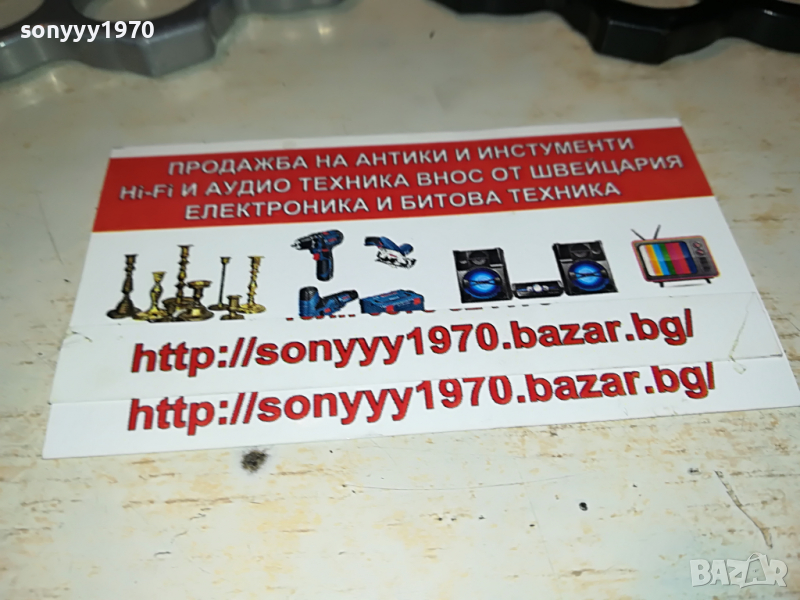 sonyyy1970
ПРОДАЖБА НА АНТИКИ И ИНСТУМЕНТИ
Hi-Fi И АУДИО ТЕХНИКА ВНОС ОТ ШВЕЙЦАРИЯ
ЕЛЕКТРОНИКА И БИТОВА ТЕХНИКА
http://sonyyy1970.bazar.bg/
http://sonyyy1970.bazar.bg/
BAZAR